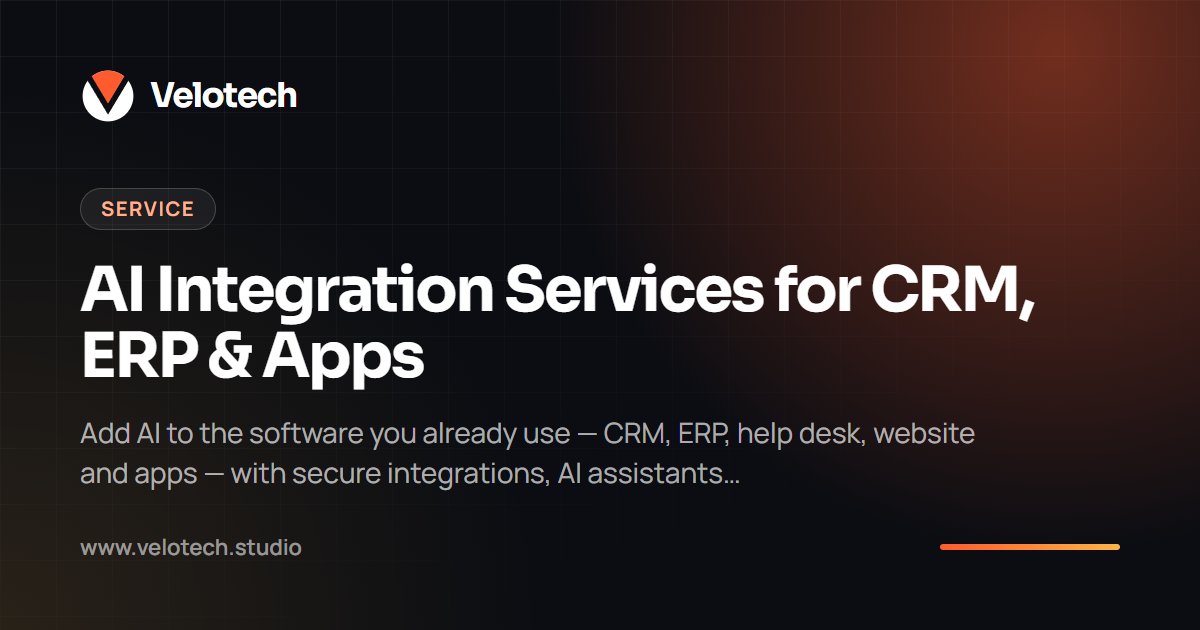 Velotech
SERVICE
AI Integration Services for CRM,
ERP & Apps
Add AI to the software you already use — CRM, ERP, help desk, website
and apps — with secure integrations, AI assistants…
www.velotech.studio